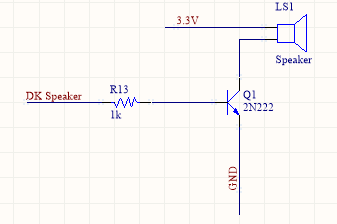 LS1
3.3V
Speaker
DK Speaker
R13
1k
Q1
2N222
GND